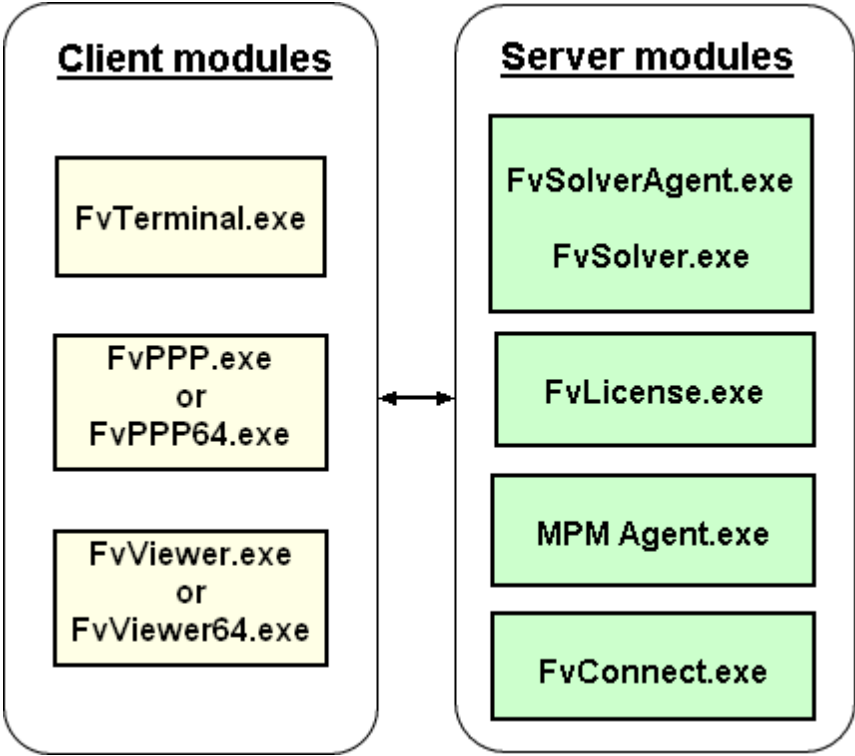 Client modules
FvTerminal.exe
FvPPP.exe
or
FvPPP64.exe
FvViewer.exe
or
FvViewer64.exe
Server modules
FvSolverAgent.exe
FvSolver.exe
FvLicense.exe
MPM Agent.exe
FvConnect.exe